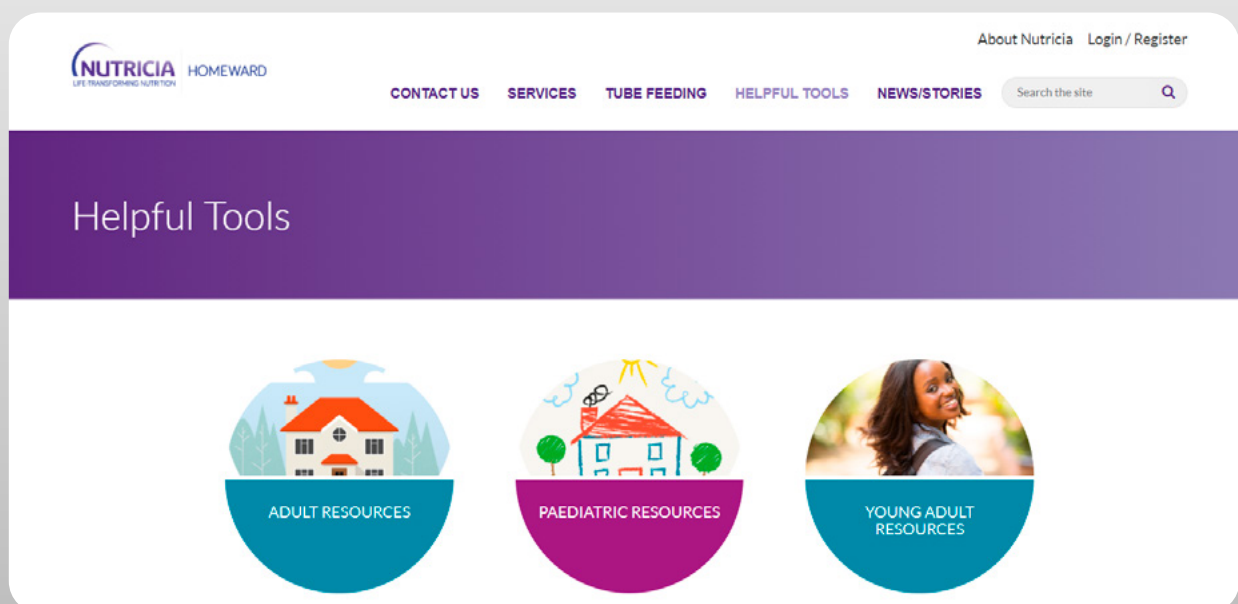 About Nutricia Login / Register
NUTRICIA HOMEWARD
LIFE-TRANSFORMING NUTRITION
CONTACT US SERVICES TUBE FEEDING HELPFUL TOOLS NEWS/STORIES Search the site
Helpful Tools
ADULT RESOURCES
PAEDIATRIC RESOURCES
YOUNG ADULT
RESOURCES